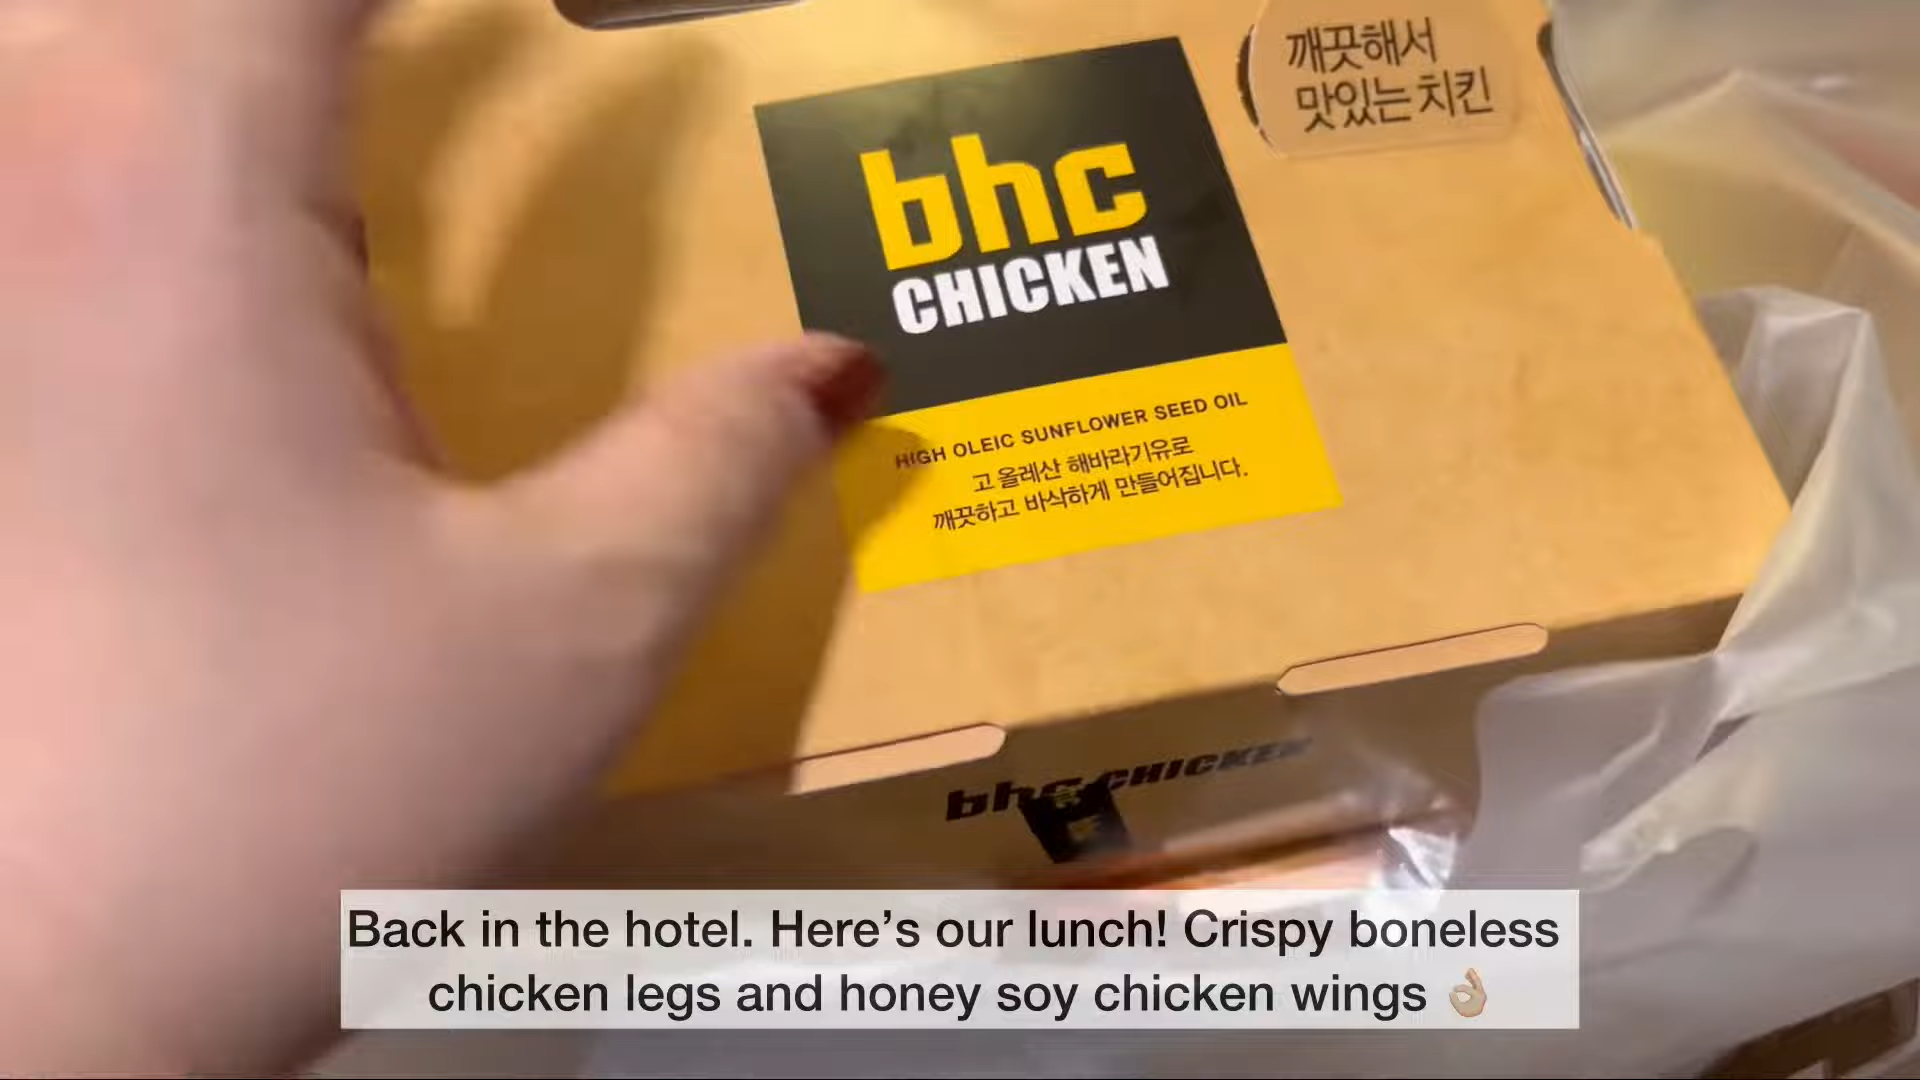 깨끗해서
맛있는 치킨
bhc
CHICKEN
HIGH OLEIC SUNFLOWER SEED OIL
고 올레산 해바라기유로
깨끗하고 바삭하게 만들어집니다.
bhc CHICKEN
Back in the hotel. Here’s our lunch! Crispy boneless
chicken legs and honey soy chicken wings 👌🏼